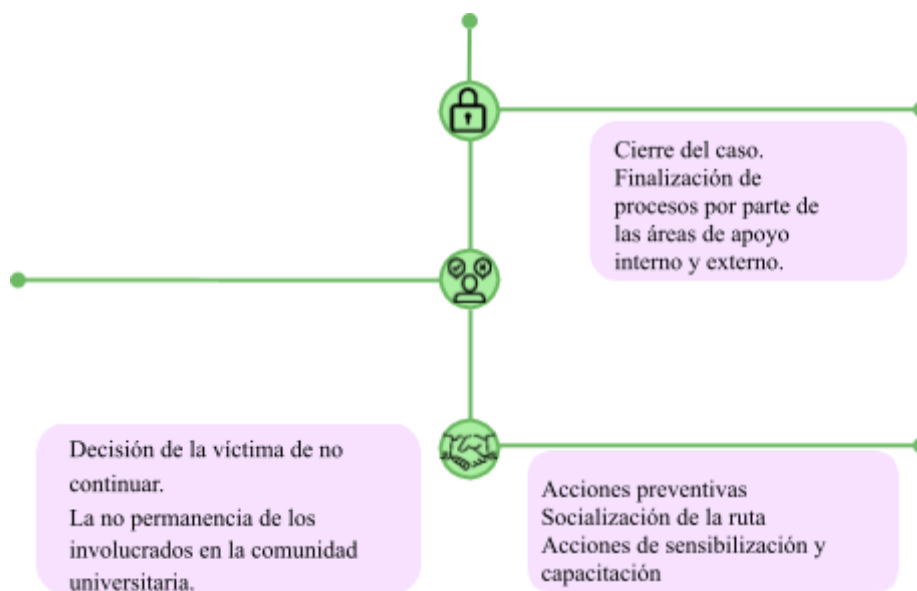 Cierre del caso.
Finalización de
procesos por parte de
las áreas de apoyo
interno y externo.
Decisión de la víctima de no
continuar.
La no permanencia de los
involucrados en la comunidad
universitaria.
Acciones preventivas
Socialización de la ruta
Acciones de sensibilización y
capacitación